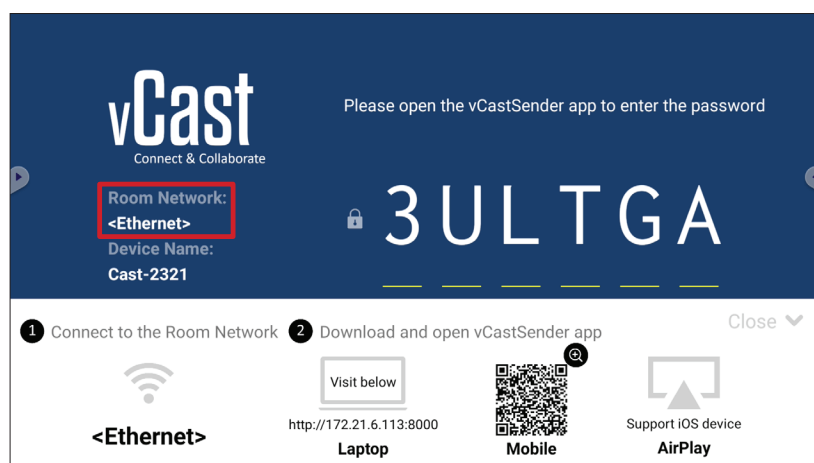 vCast
Connect & Collaborate
Please open the vCastSender app to enter the password
Room Network:
<Ethernet>
Device Name:
Cast-2321
3ULTGA
Close
1 Connect to the Room Network
2 Download and open vCastSender app
<Ethernet>
Visit below
http://172.21.6.113:8000
Laptop
Mobile
Support iOS device
AirPlay